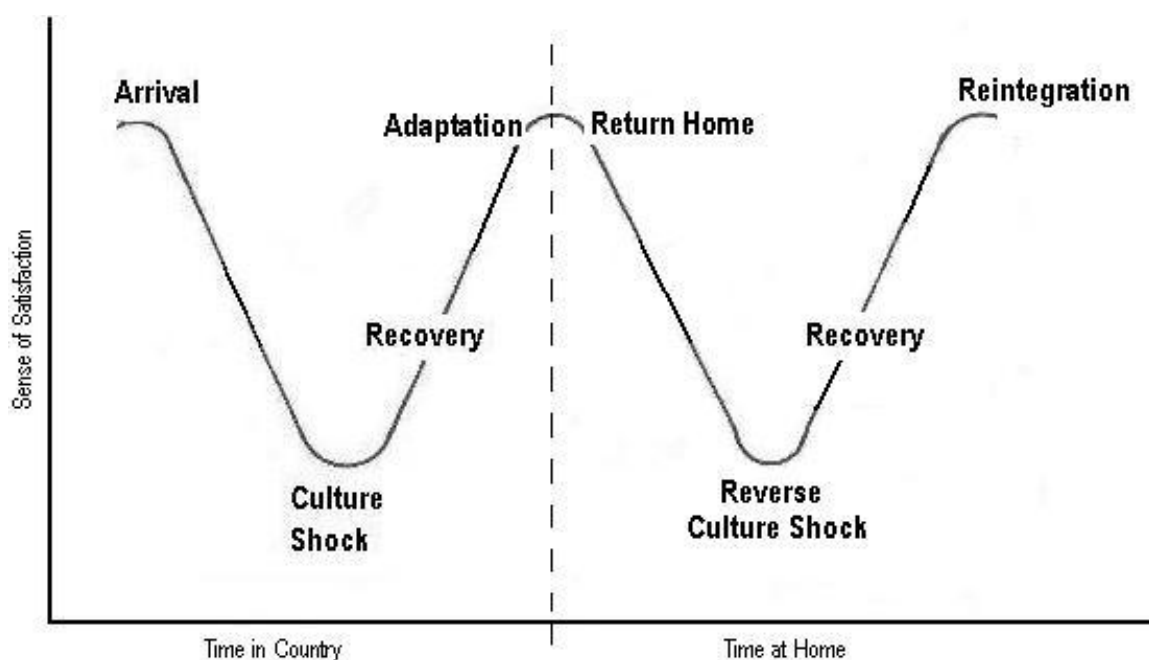 Arrival
Adaptation
Return Home
Reintegration
Sense of Satisfaction
Recovery
Recovery
Culture
Shock
Reverse
Culture Shock
Time in Country
Time at Home